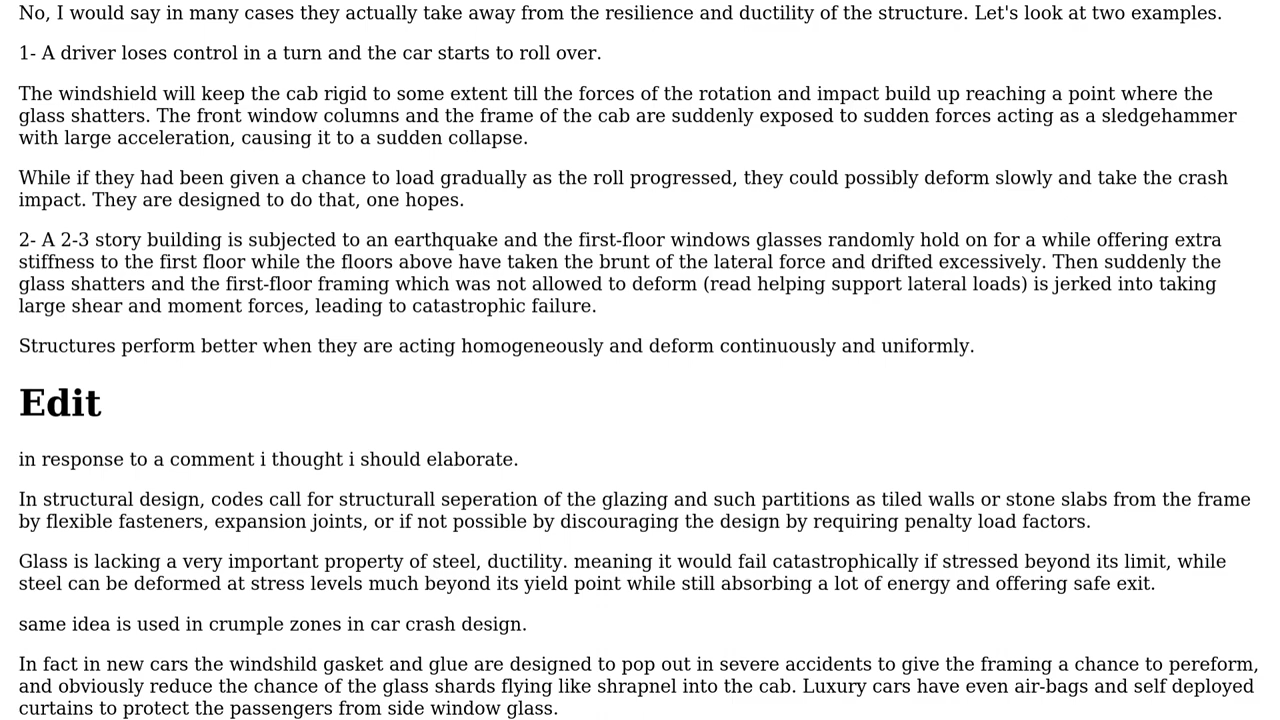 No, I would say in many cases they actually take away from the resilience and ductility of the structure. Let's look at two examples.
1- A driver loses control in a turn and the car starts to roll over.
The windshield will keep the cab rigid to some extent till the forces of the rotation and impact build up reaching a point where the
glass shatters. The front window columns and the frame of the cab are suddenly exposed to sudden forces acting as a sledgehammer
with large acceleration, causing it to a sudden collapse.
While if they had been given a chance to load gradually as the roll progressed, they could possibly deform slowly and take the crash
impact. They are designed to do that, one hopes.
2- A 2-3 story building is subjected to an earthquake and the first-floor windows glasses randomly hold on for a while offering extra
stiffness to the first floor while the floors above have taken the brunt of the lateral force and drifted excessively. Then suddenly the
glass shatters and the first-floor framing which was not allowed to deform (read helping support lateral loads) is jerked into taking
large shear and moment forces, leading to catastrophic failure.
Structures perform better when they are acting homogeneously and deform continuously and uniformly.
Edit
in response to a comment i thought i should elaborate.
In structural design, codes call for structurall seperation of the glazing and such partitions as tiled walls or stone slabs from the frame
by flexible fasteners, expansion joints, or if not possible by discouraging the design by requiring penalty load factors.
Glass is lacking a very important property of steel, ductility. meaning it would fail catastrophically if stressed beyond its limit, while
steel can be deformed at stress levels much beyond its yield point while still absorbing a lot of energy and offering safe exit.
same idea is used in crumple zones in car crash design.
In fact in new cars the windshild gasket and glue are designed to pop out in severe accidents to give the framing a chance to pereform,
and obviously reduce the chance of the glass shards flying like shrapnel into the cab. Luxury cars have even air-bags and self deployed
curtains to protect the passengers from side window glass.